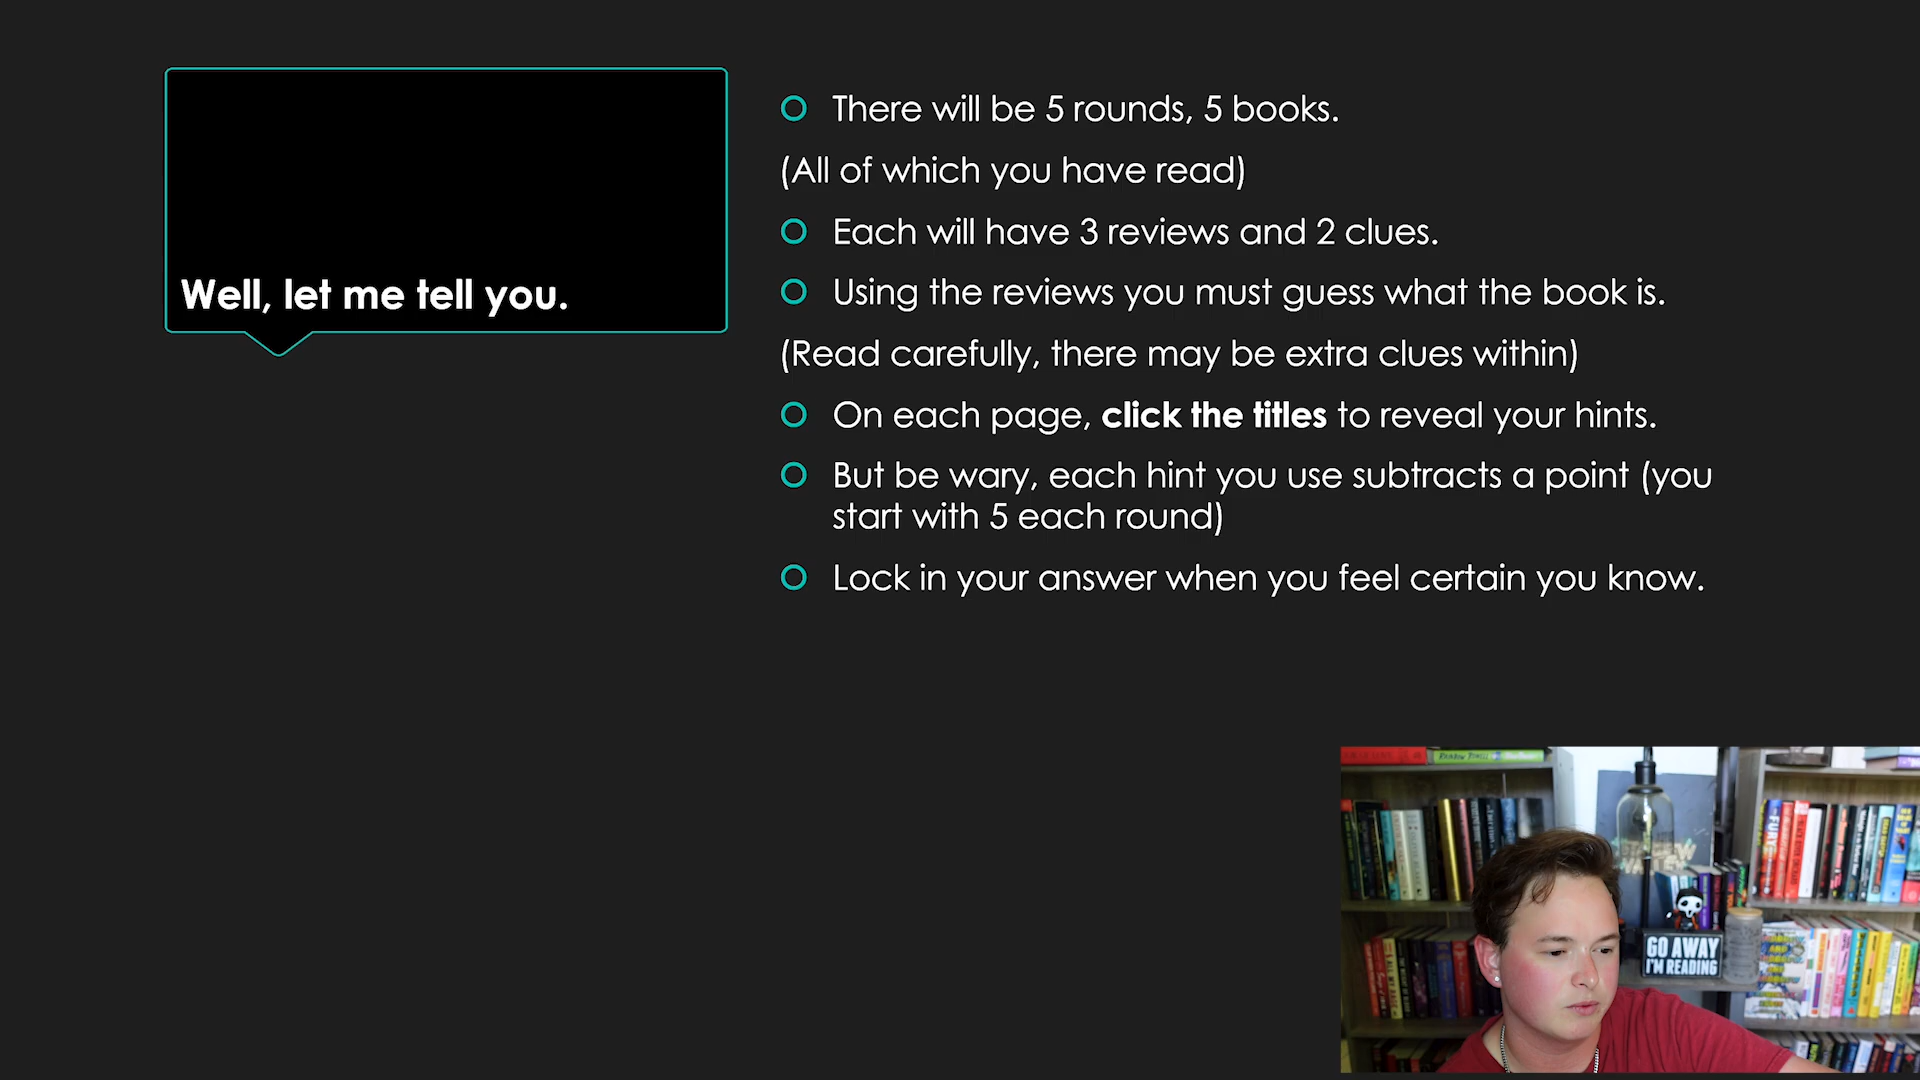 Well, let me tell you.
There will be 5 rounds, 5 books.
(All of which you have read)
Each will have 3 reviews and 2 clues.
Using the reviews you must guess what the book is.
(Read carefully, there may be extra clues within)
On each page, click the titles to reveal your hints.
But be wary, each hint you use subtracts a point (you
start with 5 each round)
Lock in your answer when you feel certain you know.
FURY
GO AWAY
I'M READING